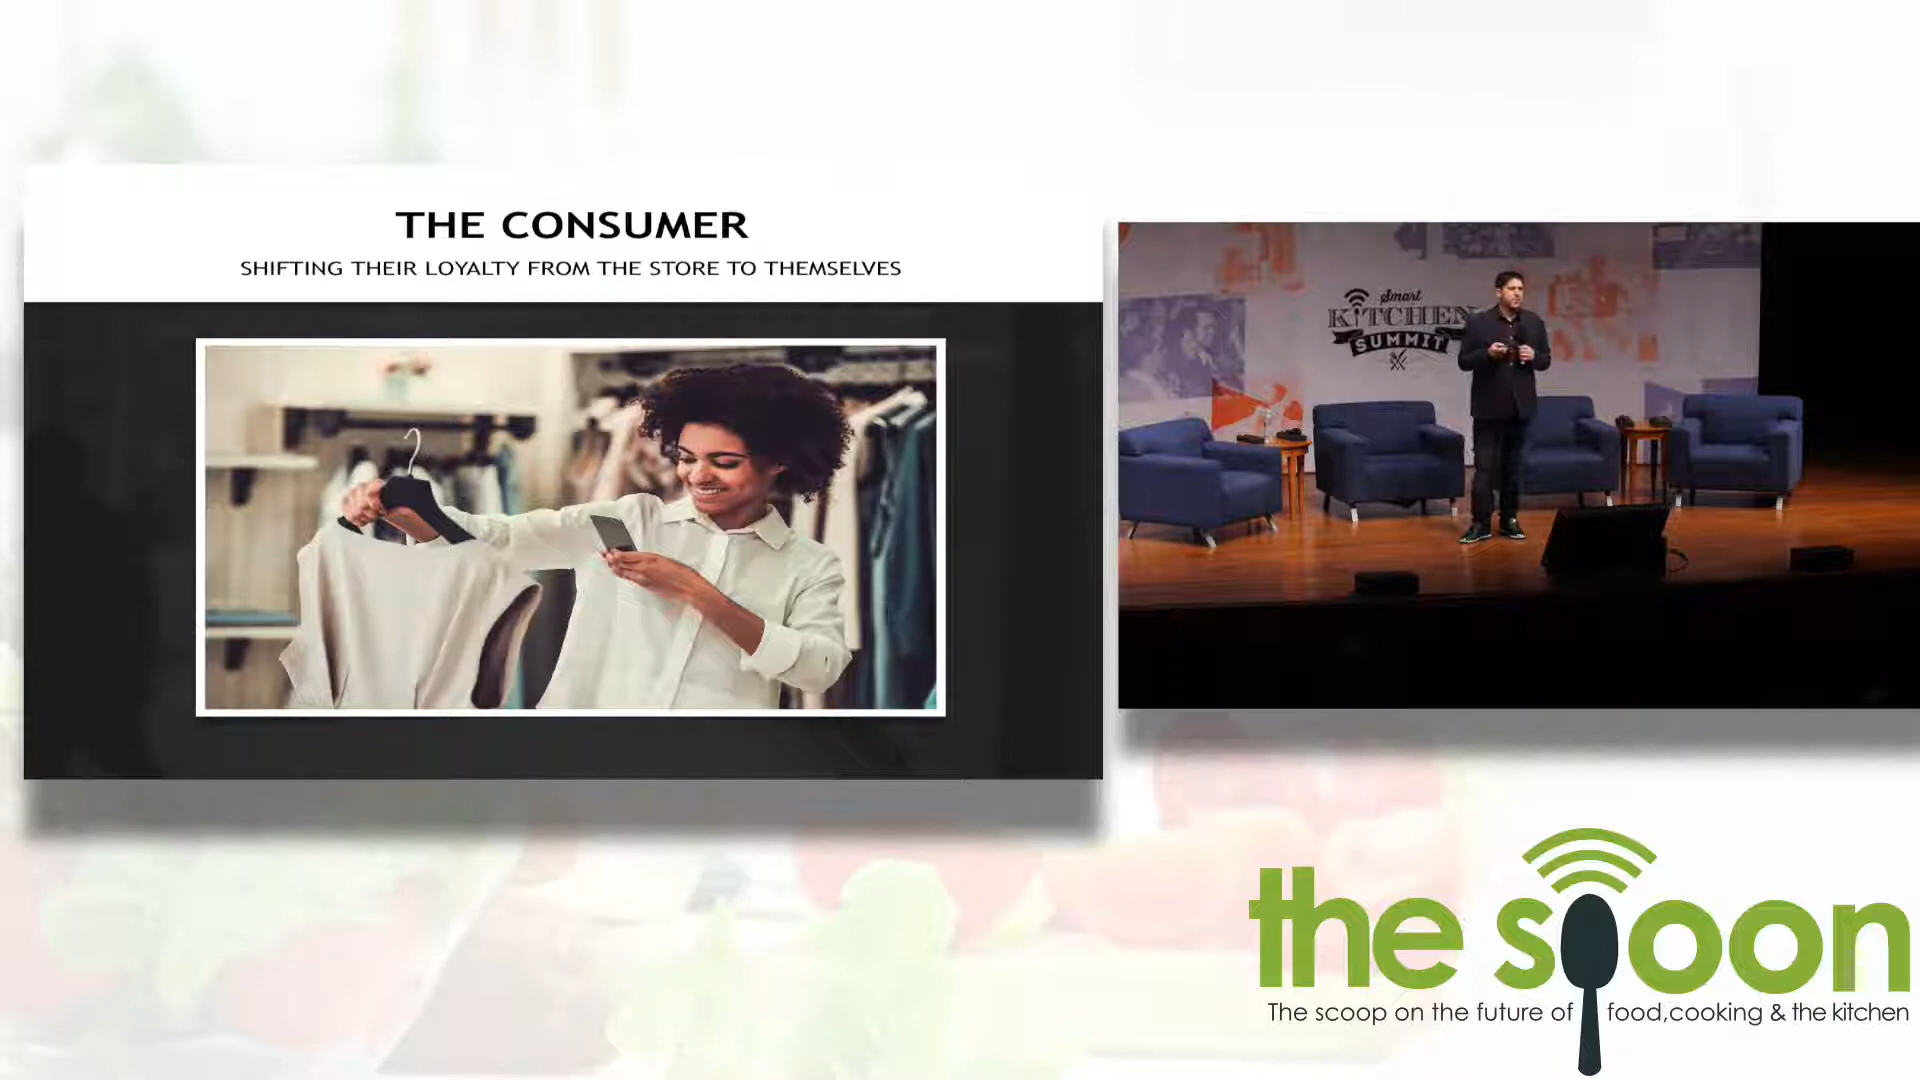 THE CONSUMER
SHIFTING THEIR LOYALTY FROM THE STORE TO THEMSELVES
Smart
KITCHEN
SUMMIT
the spoon
The scoop on the future of food,cooking & the kitchen